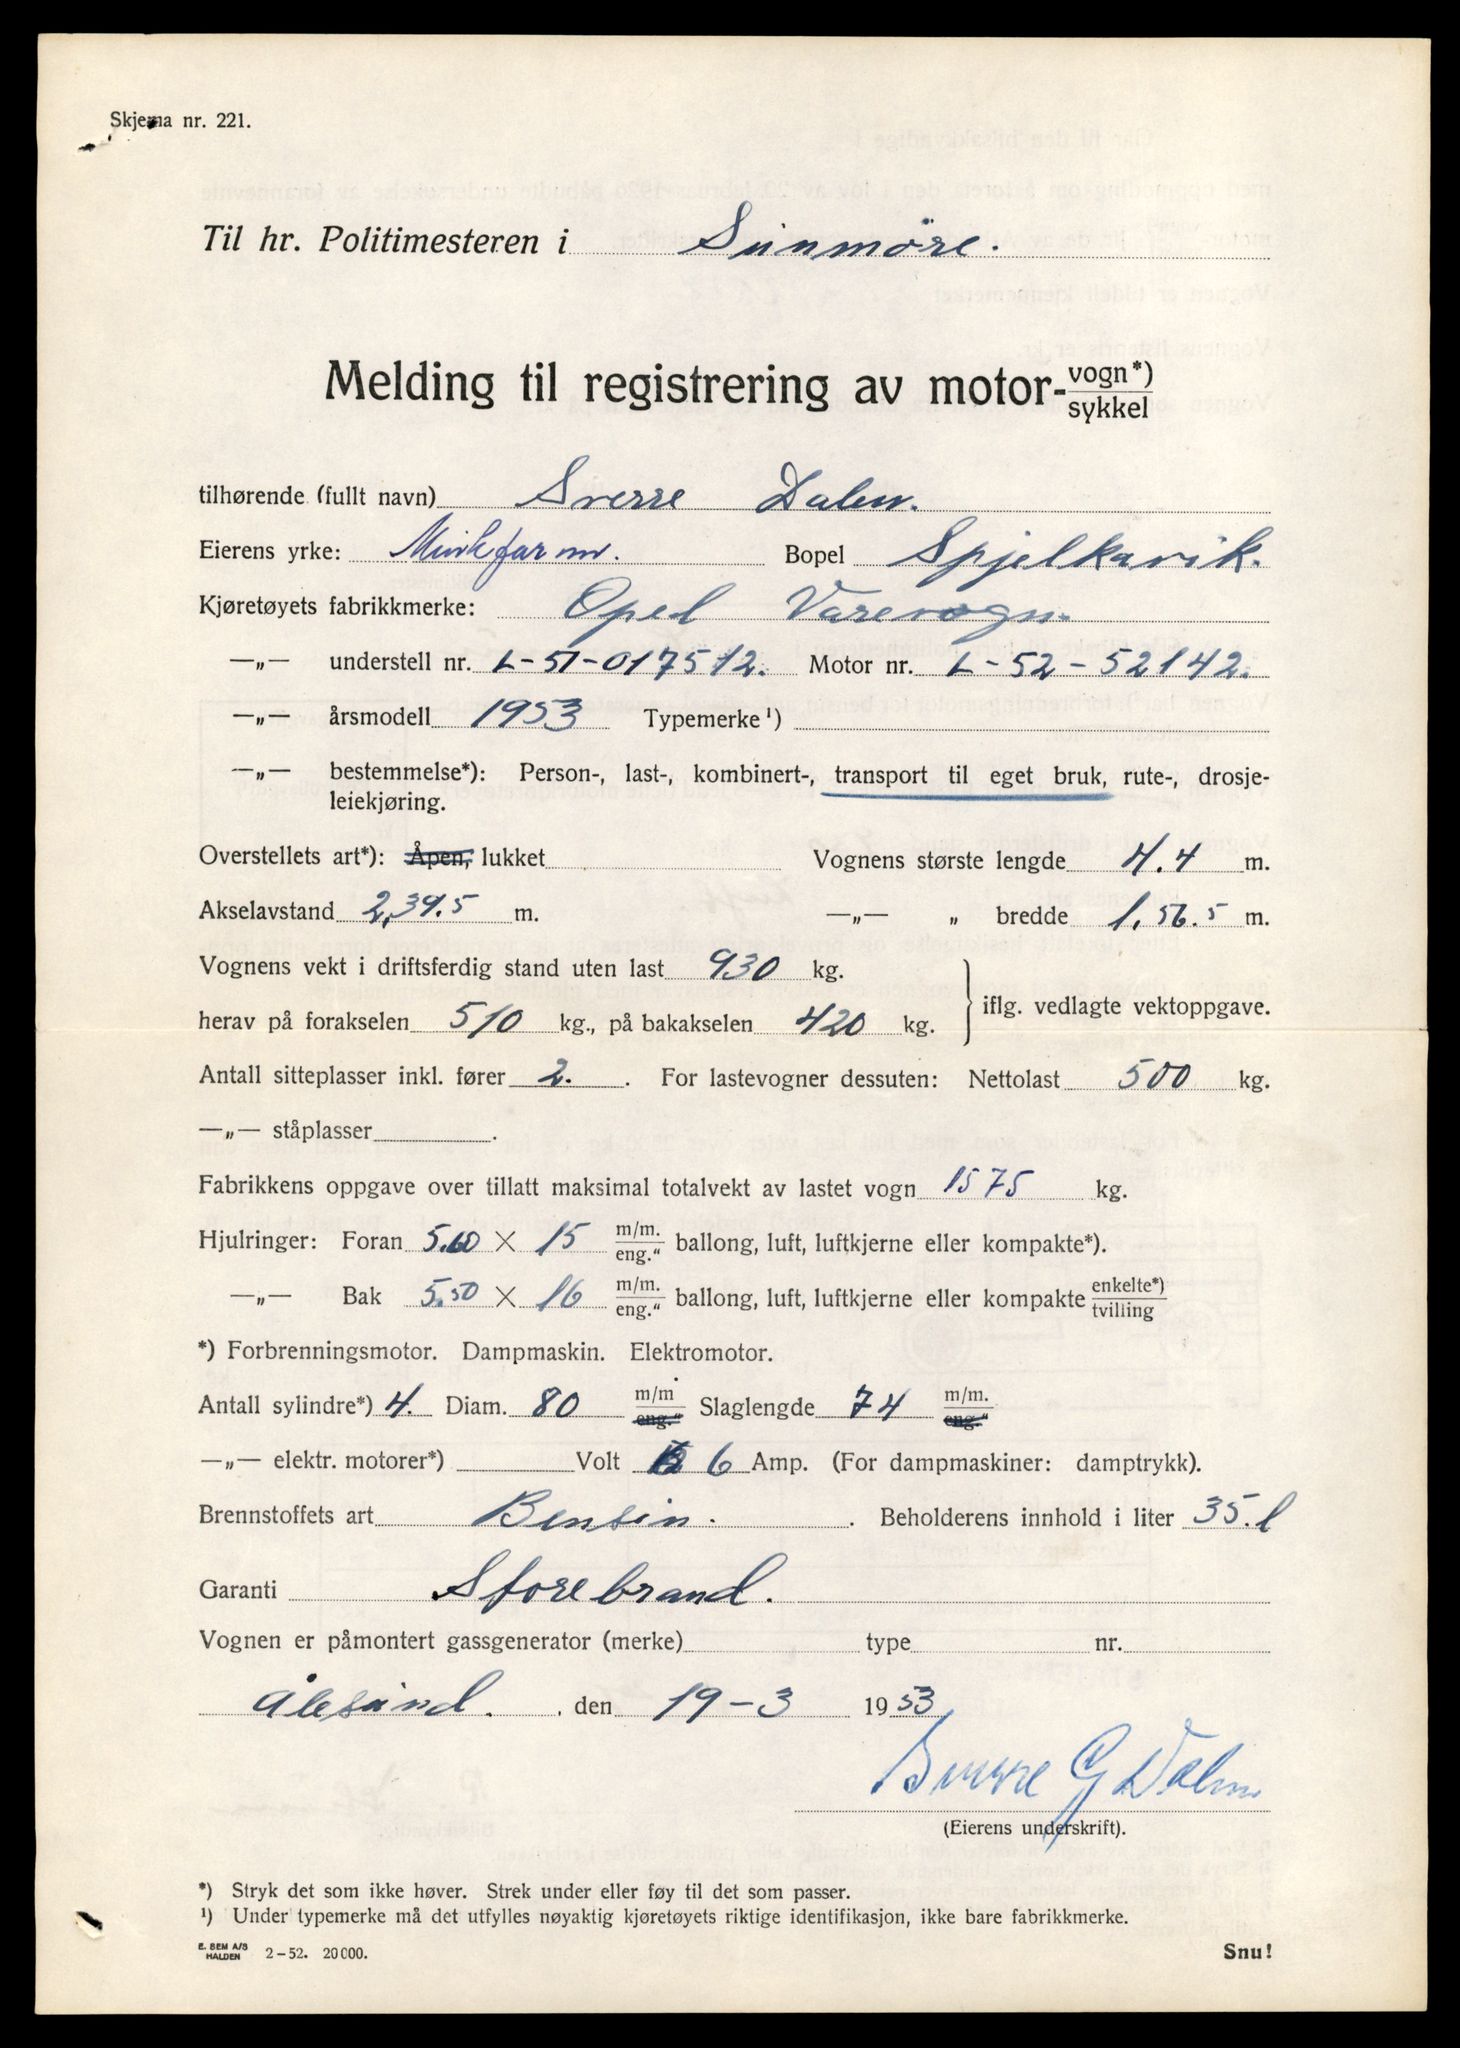 Skjema nr. 221.
Til hr. Politimesteren i Sunmöre.
Melding til registrering av motor-vogn*)
sykkel
tilhørende (fullt navn) Sverre Dalen.
Eierens yrke: Minkfarm. Bopel Spjelkavik.
Kjøretøyets fabrikkmerke: Opel Varevogn.
—„— understell nr. L-51-017512. Motor nr. L-52-52142.
—„— årsmodell 1953 Typemerke ¹)
—„— bestemmelse*): Person-, last-, kombinert-, transport til eget bruk, rute-, drosje-
leiekjøring.
Overstellets art*): Åpen, lukket Vognens største lengde 4.4 m.
Akselavstand 2,39.5 m. —„— „ bredde 1,56.5 m.
Vognens vekt i driftsferdig stand uten last 930 kg.
iflg. vedlagte vektoppgave.
herav på forakselen 510 kg., på bakakselen 420 kg.
Antall sitteplasser inkl. fører 2. . For lastevogner dessuten: Nettolast 500 kg.
—„— ståplasser .
Fabrikkens oppgave over tillatt maksimal totalvekt av lastet vogn 1575 kg.
Hjulringer: Foran 5.60 × 15 m/m. eng.“ ballong, luft, luftkjerne eller kompakte*).
—„— Bak 5.50 × 16 m/m. eng.“ ballong, luft, luftkjerne eller kompakte enkelte*) tvilling
*) Forbrenningsmotor. Dampmaskin. Elektromotor.
Antall sylindre*) 4. Diam. 80 m/m eng.“ Slaglengde 74 m/m. eng.“
—„— elektr. motorer*) Volt 6 Amp. (For dampmaskiner: damptrykk).
Brennstoffets art Bensin. . Beholderens innhold i liter 35.l
Garanti Storebrand.
Vognen er påmontert gassgenerator (merke) type nr.
Ålesund. , den 19-3 1953
Sverre G Dalen
(Eierens underskrift).
*) Stryk det som ikke høver. Strek under eller føy til det som passer.
¹) Under typemerke må det utfylles nøyaktig kjøretøyets riktige identifikasjon, ikke bare fabrikkmerke.
E. SEM A/S
HALDEN 2-52. 20000. Snu!